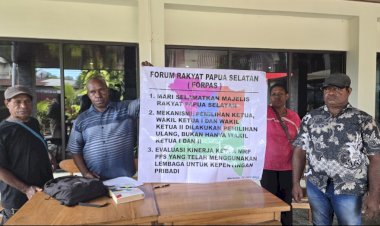 FORUM RAKYAT PAPUA SELATAN
( FORPAS )
1. MARI SELAMATKAN MAJELIS
RAKYAT PAPUA SELATAN
2. MEKANISME PEMILIHAN KETUA,
WAKIL KETUA I DAN WAKIL
KETUA II DILAKUKAN PEMILIHAN
ULANG, BUKAN HANYA WAKIL
KETUA I DAN II
3. EVALUASI KINERJA KETUA MRP
PPS YANG TELAH MENGGUNAKAN
LEMBAGA UNTUK KEPENTINGAN
PRIBADI